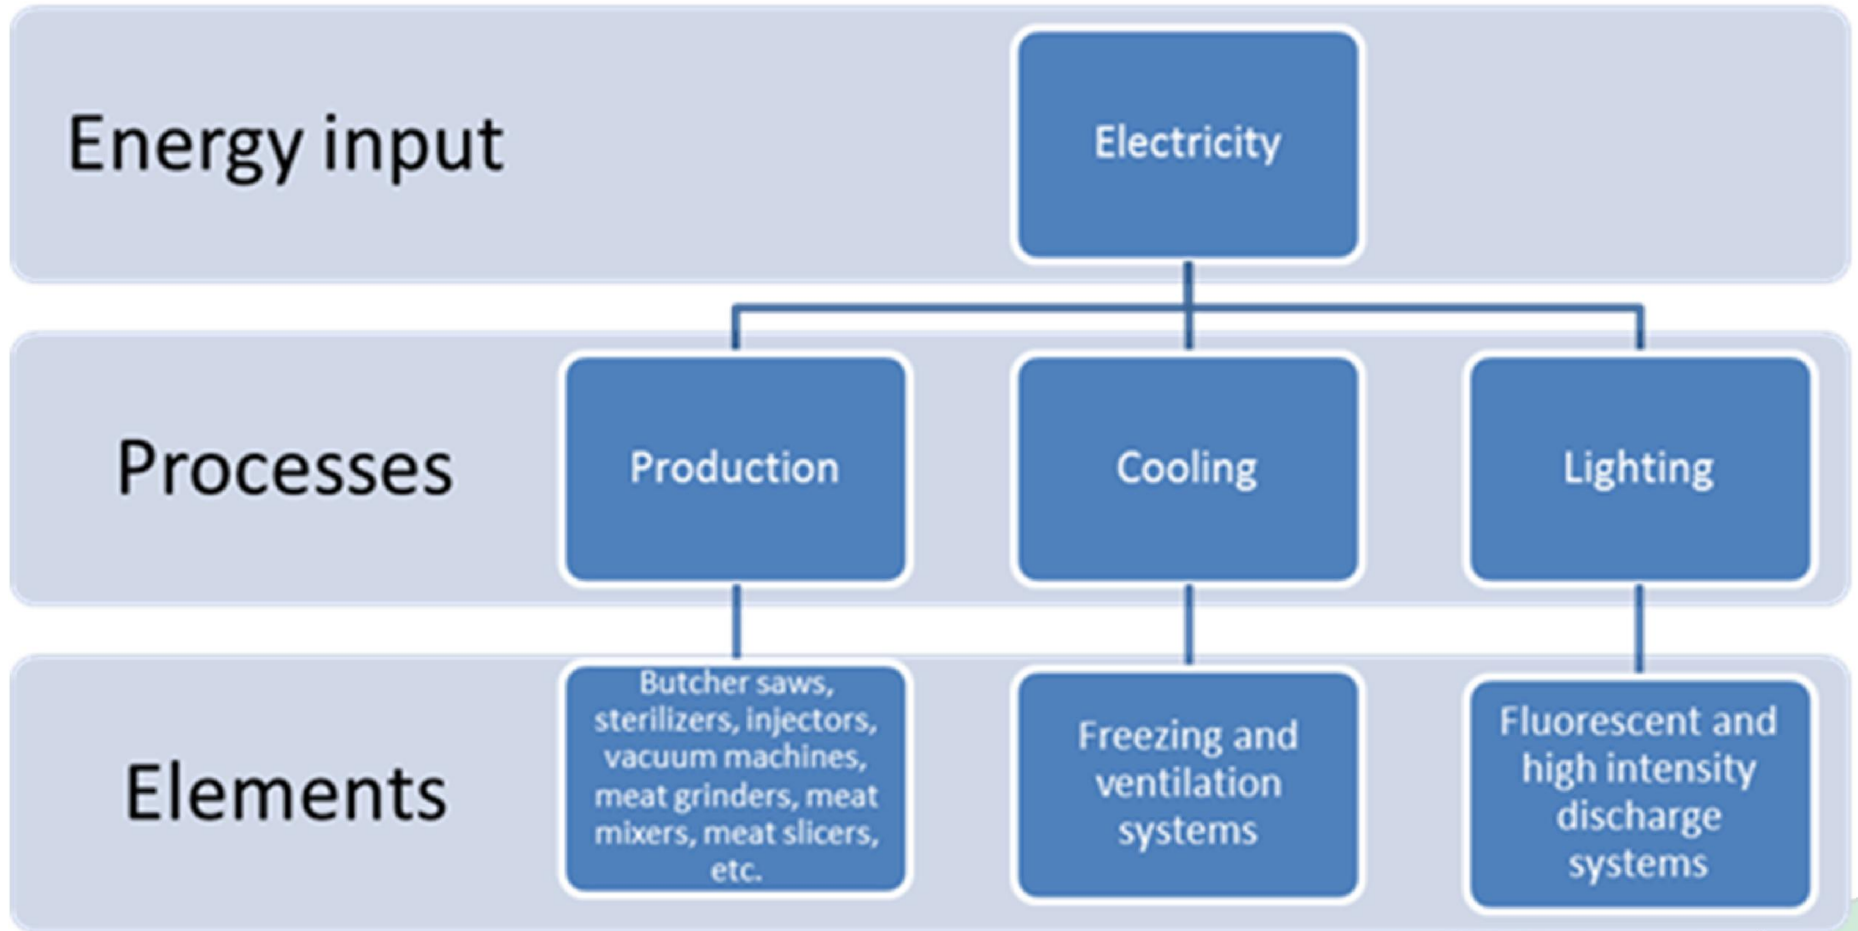 Energy input
Electricity
Processes
Production
Cooling
Lighting
Elements
Butcher saws,
sterilizers, injectors,
vacuum machines,
meat grinders, meat
mixers, meat slicers,
etc.
Freezing and
ventilation
systems
Fluorescent and
high intensity
discharge
systems